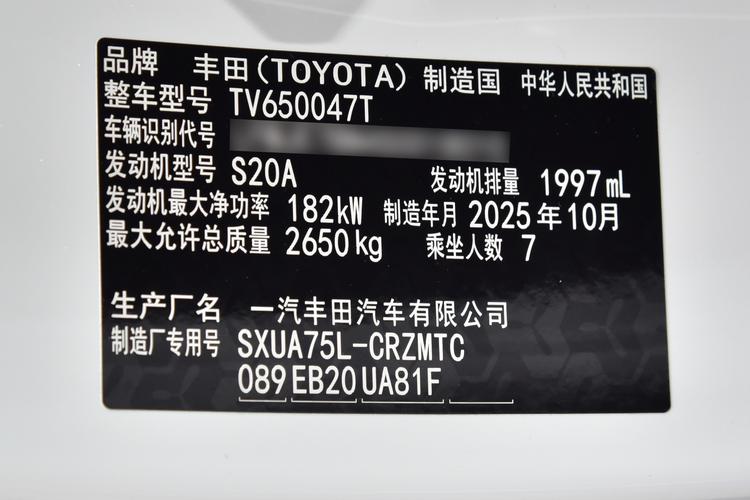 品牌 丰田(TOYOTA) 制造国 中华人民共和国
整车型号 TV650047T
车辆识别代号
发动机型号 S20A 发动机排量 1997mL
发动机最大净功率 182kW 制造年月 2025年10月
最大允许总质量 2650kg 乘坐人数 7
生产厂名 一汽丰田汽车有限公司
制造厂专用号 SXUA75L-CRZMTC
089 EB20 UA81F